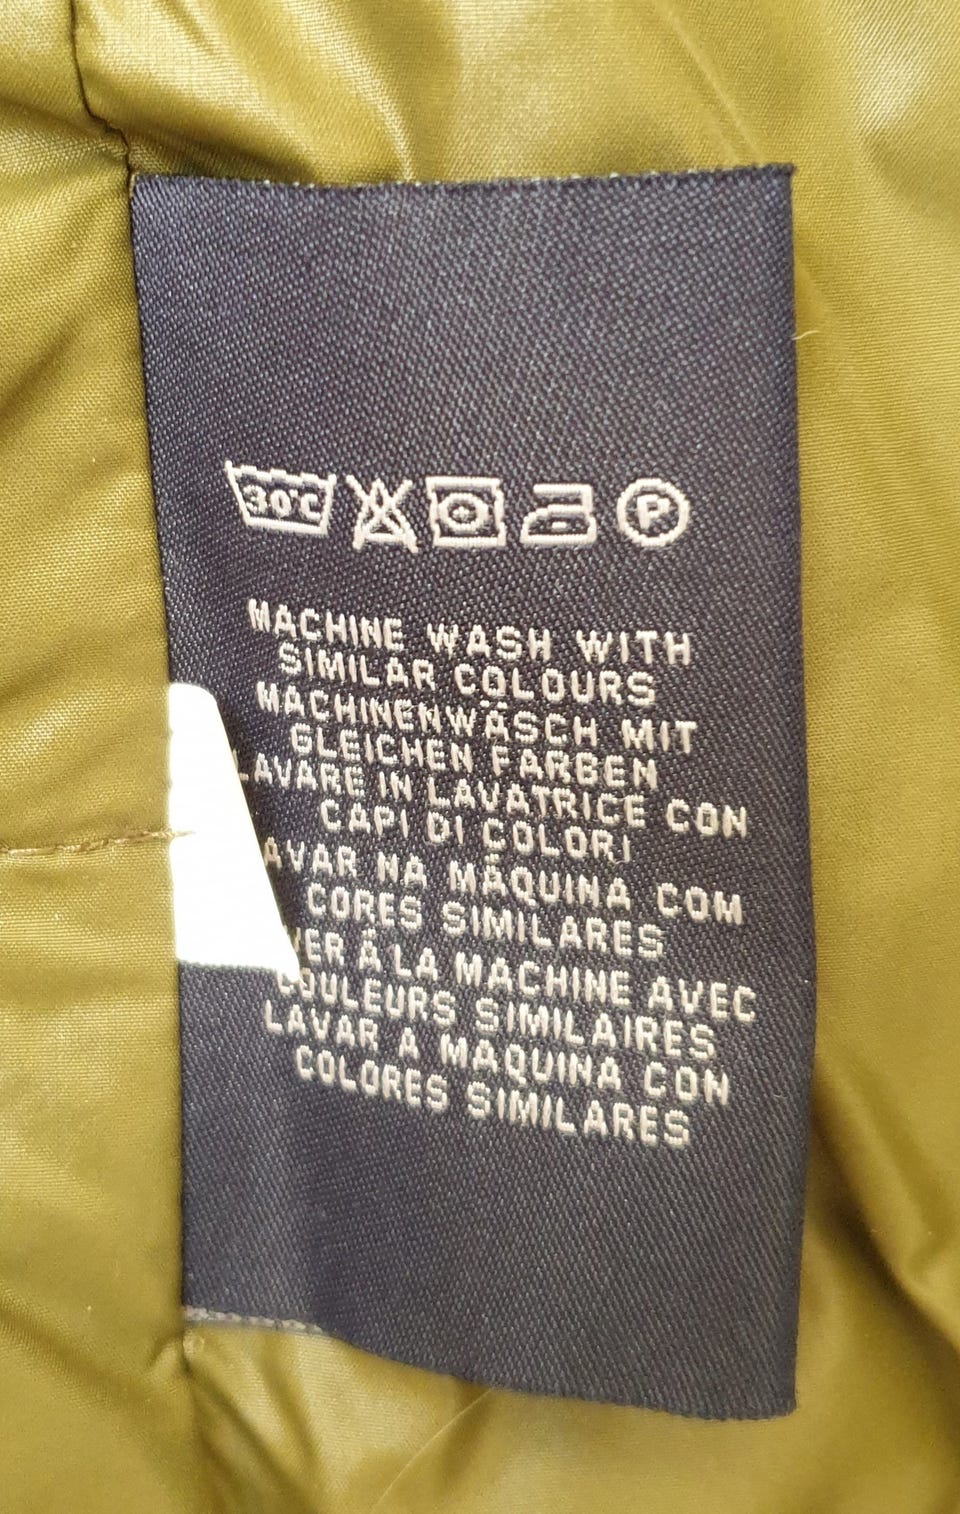 30°C
P
MACHINE WASH WITH
SIMILAR COLOURS
MACHINENWÄSCH MIT
GLEICHEN FARBEN
LAVARE IN LAVATRICE CON
CAPI DI COLORI
AVAR NA MÁQUINA COM
CORES SIMILARES
VER À LA MACHINE AVEC
COULEURS SIMILAIRES
LAVAR A MAQUINA CON
COLORES SIMILARES